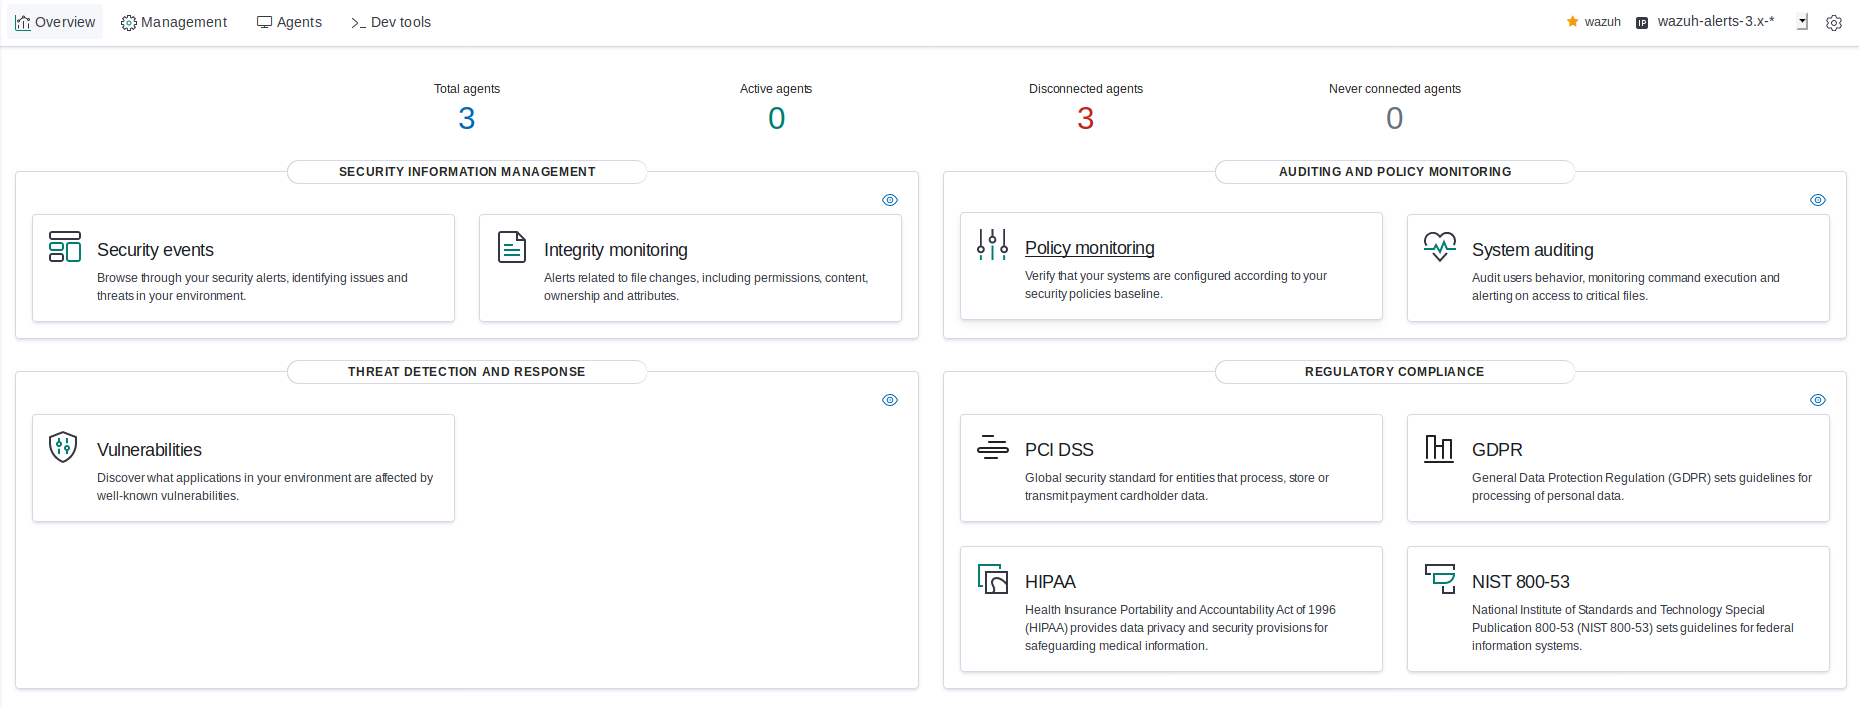 Overview Management Agents >_ Dev tools wazuh IP wazuh-alerts-3.x-*
Total agents Active agents Disconnected agents Never connected agents
3 0 3 0
SECURITY INFORMATION MANAGEMENT
Security events
Browse through your security alerts, identifying issues and
threats in your environment.
Integrity monitoring
Alerts related to file changes, including permissions, content,
ownership and attributes.
AUDITING AND POLICY MONITORING
Policy monitoring
Verify that your systems are configured according to your
security policies baseline.
System auditing
Audit users behavior, monitoring command execution and
alerting on access to critical files.
THREAT DETECTION AND RESPONSE
Vulnerabilities
Discover what applications in your environment are affected by
well-known vulnerabilities.
REGULATORY COMPLIANCE
PCI DSS
Global security standard for entities that process, store or
transmit payment cardholder data.
GDPR
General Data Protection Regulation (GDPR) sets guidelines for
processing of personal data.
HIPAA
Health Insurance Portability and Accountability Act of 1996
(HIPAA) provides data privacy and security provisions for
safeguarding medical information.
NIST 800-53
National Institute of Standards and Technology Special
Publication 800-53 (NIST 800-53) sets guidelines for federal
information systems.